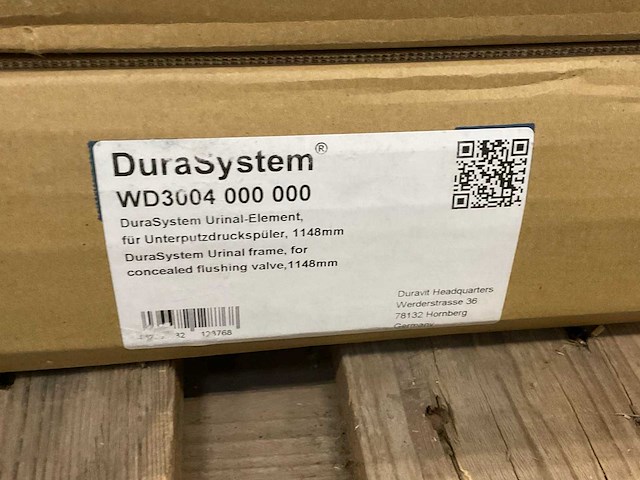 DuraSystem®
WD3004 000 000
DuraSystem Urinal-Element,
für Unterputzdruckspüler, 1148mm
DuraSystem Urinal frame, for
concealed flushing valve,1148mm
Duravit Headquarters
Werderstrasse 36
78132 Hornberg
Germany